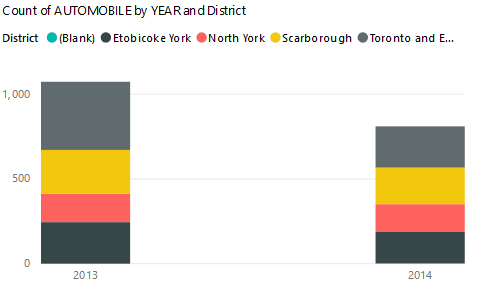 Count of AUTOMOBILE by YEAR and District
District (Blank) Etobicoke York North York Scarborough Toronto and E...
1,000
500
0
2013 2014